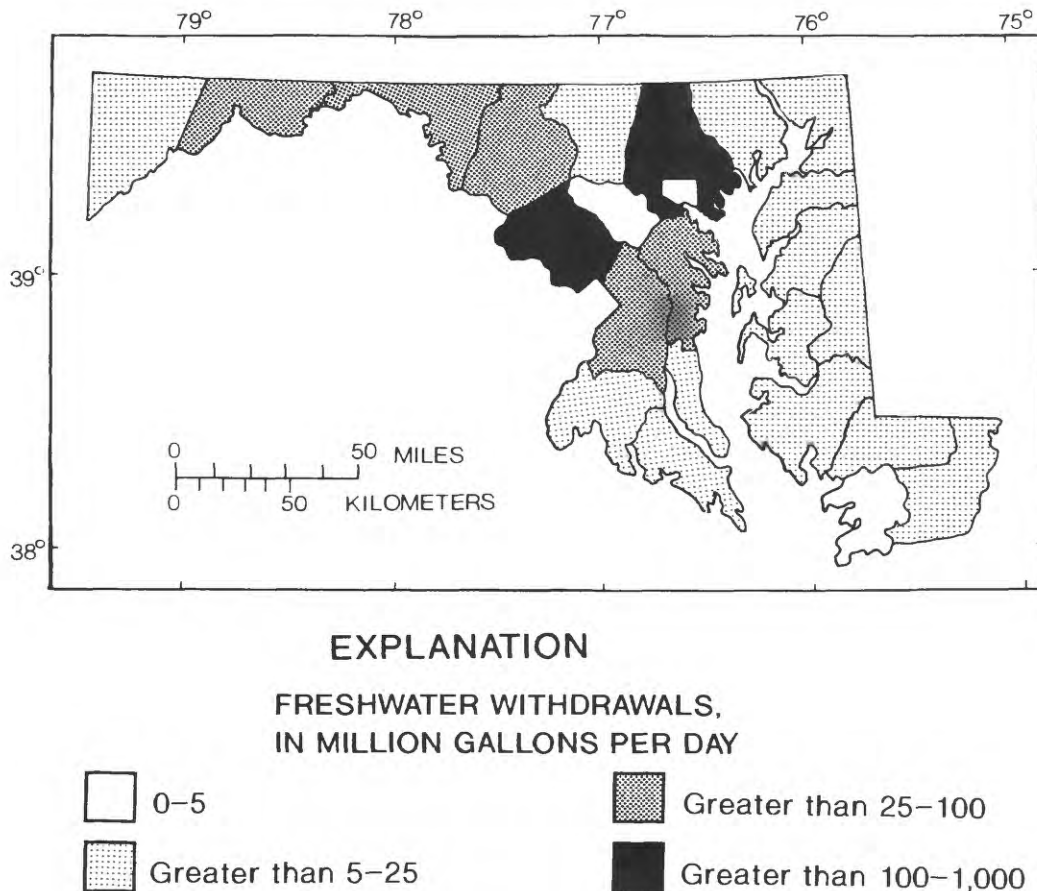 79° 78° 77° 76° 75°
39°
0 50 MILES
0 50 KILOMETERS
38°
EXPLANATION
FRESHWATER WITHDRAWALS,
IN MILLION GALLONS PER DAY
0–5
Greater than 25–100
Greater than 5–25
Greater than 100–1,000